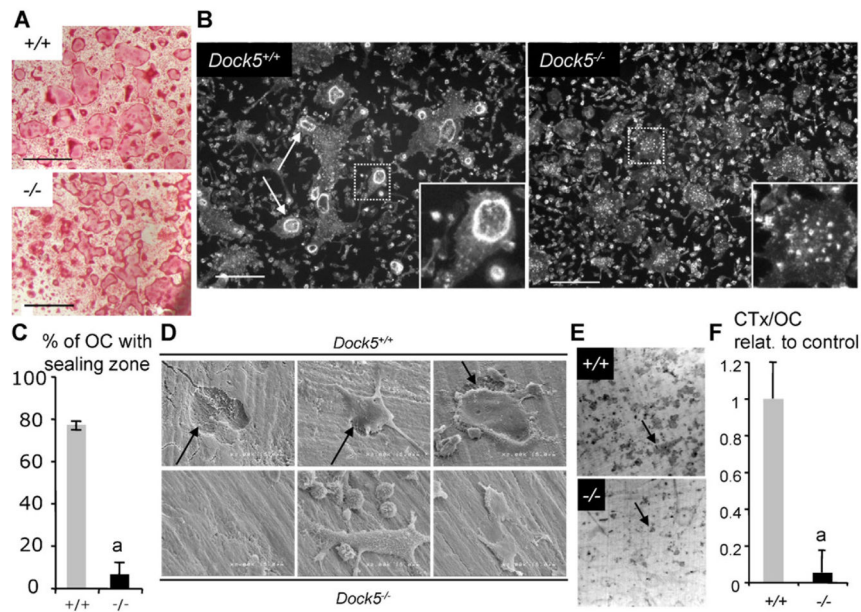 A
+/+
-/-
B
Dock5+/+
Dock5-/-
C
% of OC with
sealing zone
100
80
60
40
20
0
a
+/+ -/-
D
Dock5+/+
Dock5-/-
E
+/+
-/-
F
CTx/OC
relat. to control
1.2
1
0.8
0.6
0.4
0.2
0
a
+/+ -/-